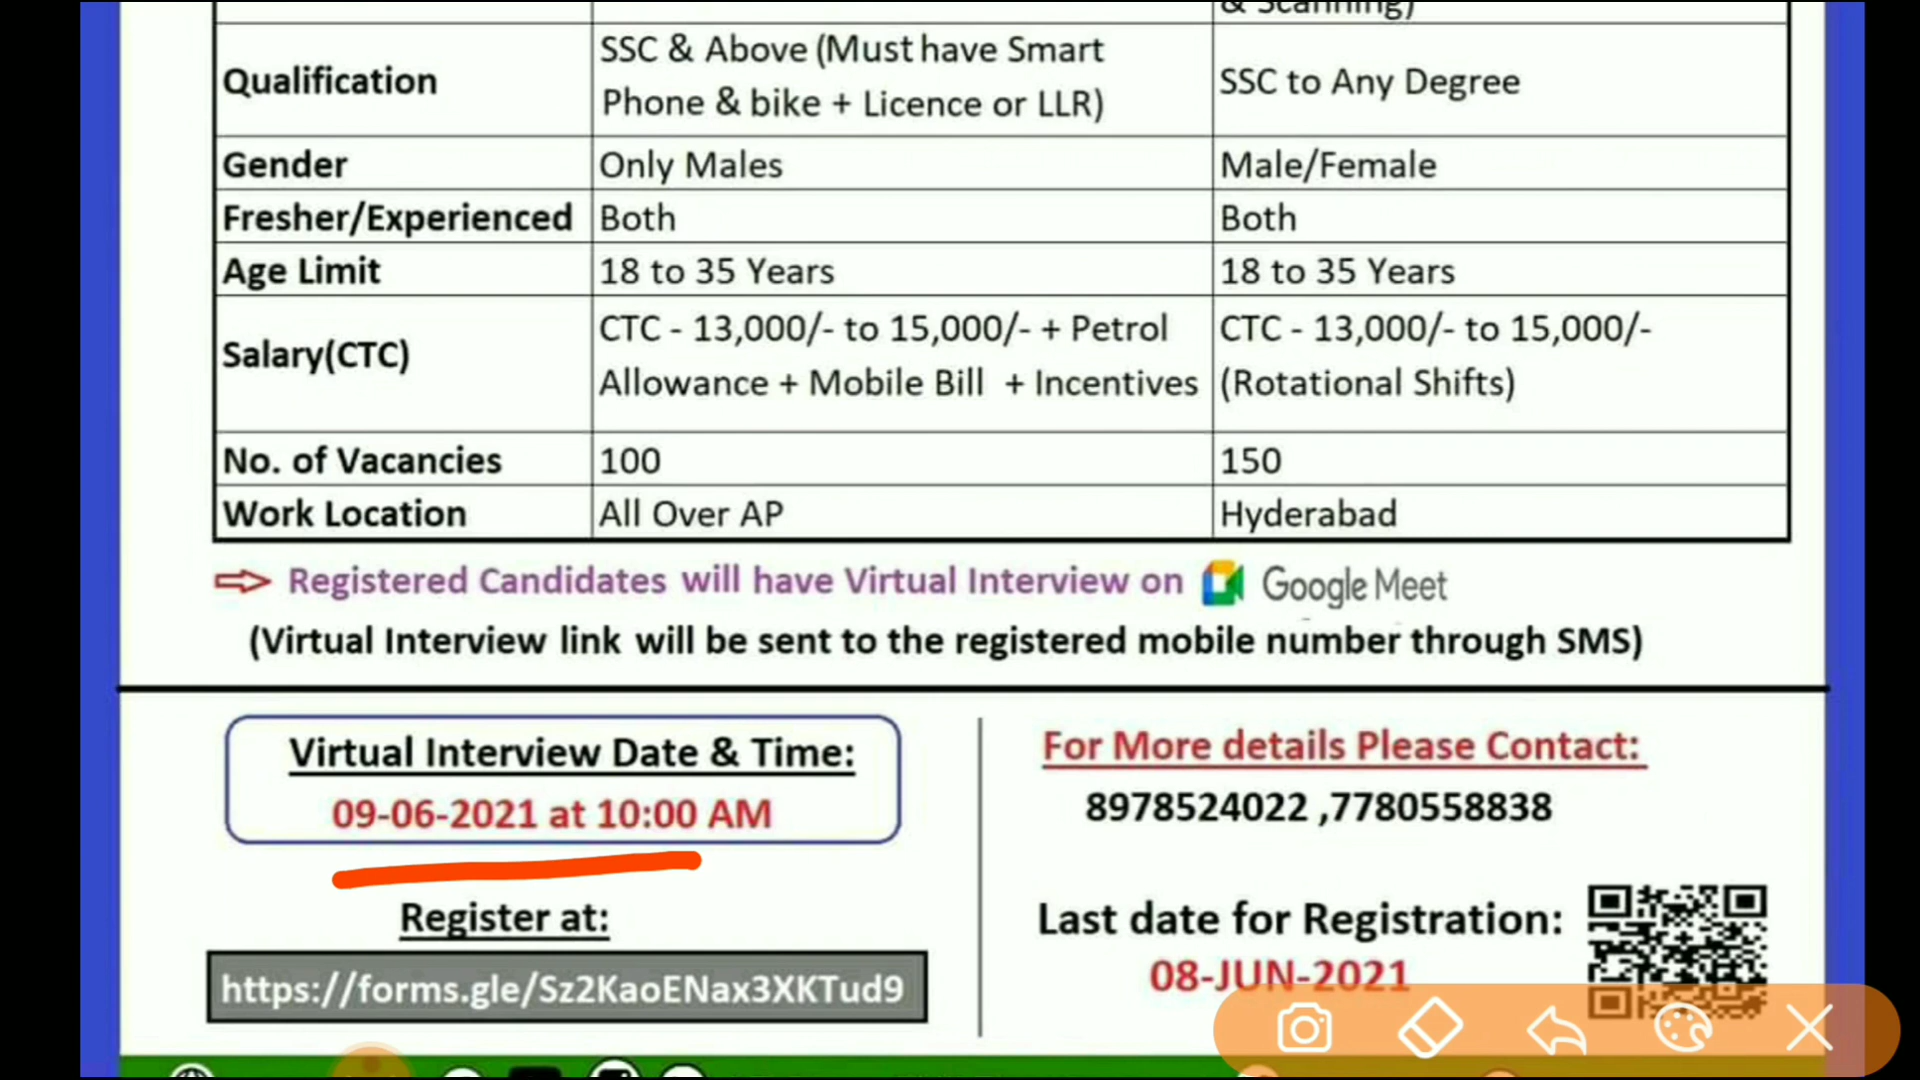 & Scanning)
Qualification
SSC & Above (Must have Smart
Phone & bike + Licence or LLR)
SSC to Any Degree
Gender
Only Males
Male/Female
Fresher/Experienced
Both
Both
Age Limit
18 to 35 Years
18 to 35 Years
Salary(CTC)
CTC - 13,000/- to 15,000/- + Petrol
Allowance + Mobile Bill + Incentives
CTC - 13,000/- to 15,000/-
(Rotational Shifts)
No. of Vacancies
100
150
Work Location
All Over AP
Hyderabad
Registered Candidates will have Virtual Interview on Google Meet
(Virtual Interview link will be sent to the registered mobile number through SMS)
Virtual Interview Date & Time:
09-06-2021 at 10:00 AM
Register at:
https://forms.gle/Sz2KaoENax3XKTud9
For More details Please Contact:
8978524022 ,7780558838
Last date for Registration:
08-JUN-2021